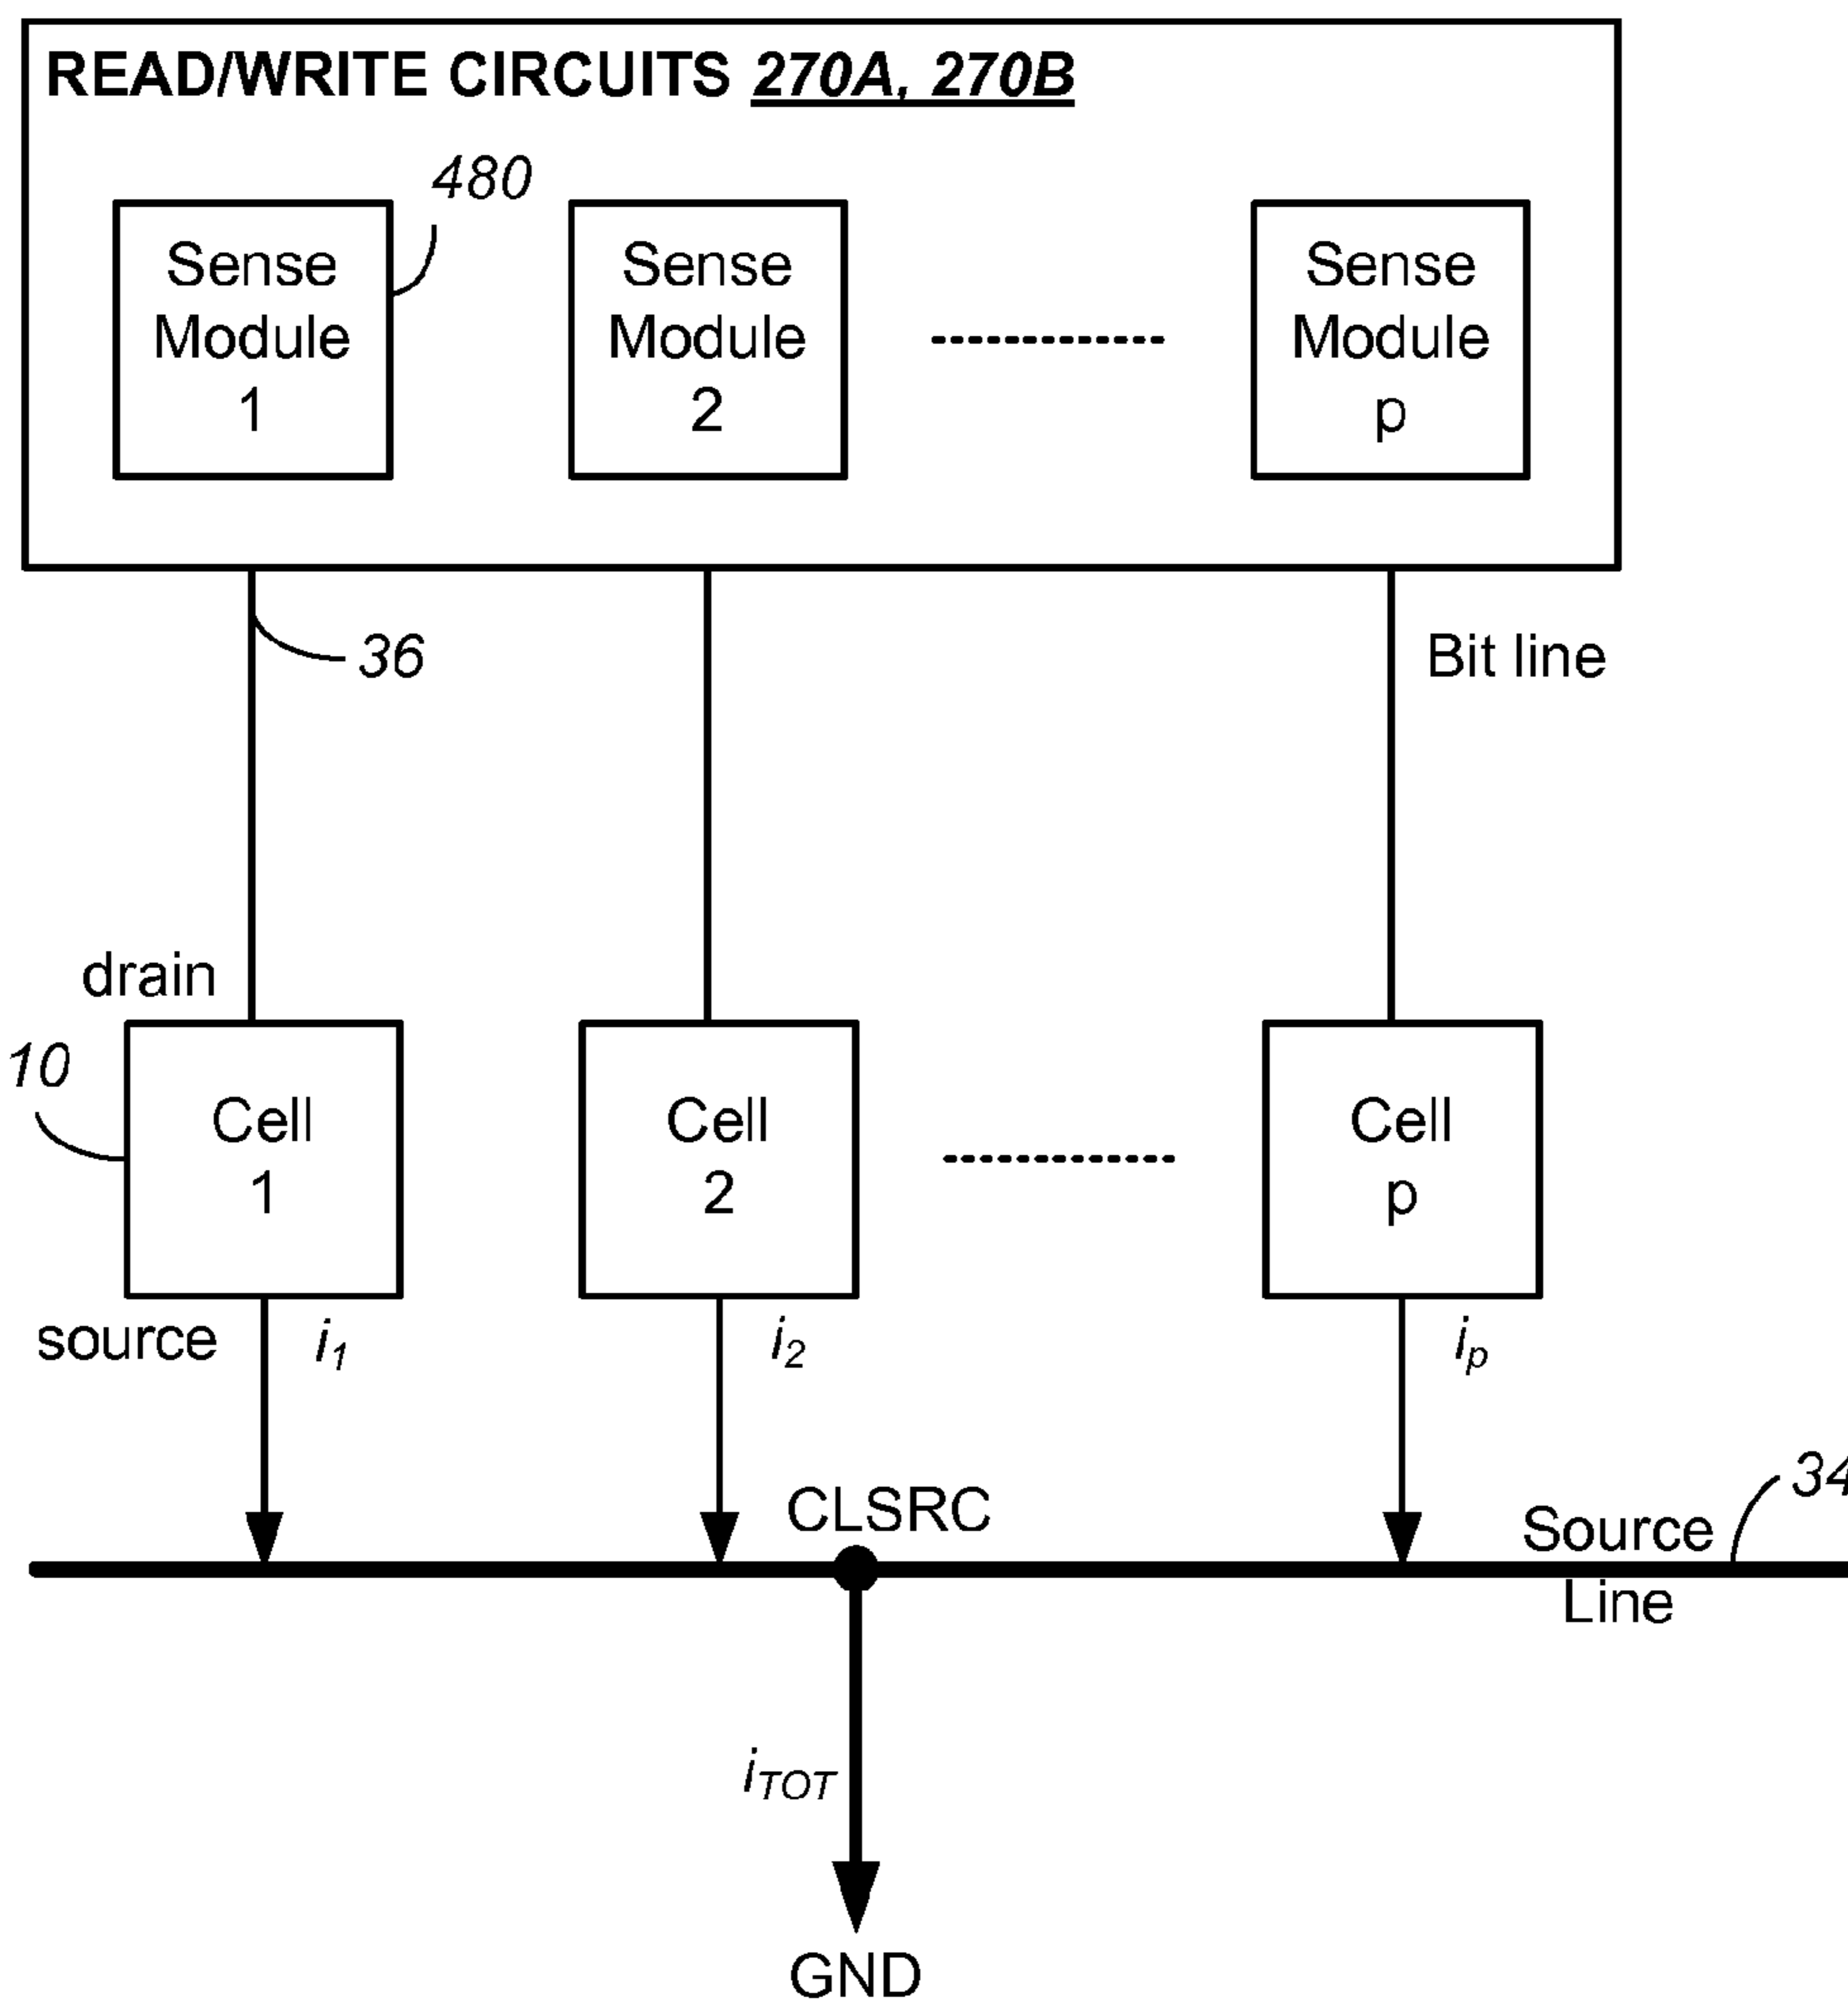 READ/WRITE CIRCUITS 270A, 270B
480
Sense
Module
1
Sense
Module
2
Sense
Module
p
36
Bit line
drain
10
Cell
1
Cell
2
Cell
p
source
i1
i2
ip
CLSRC
34
Source
Line
iTOT
GND